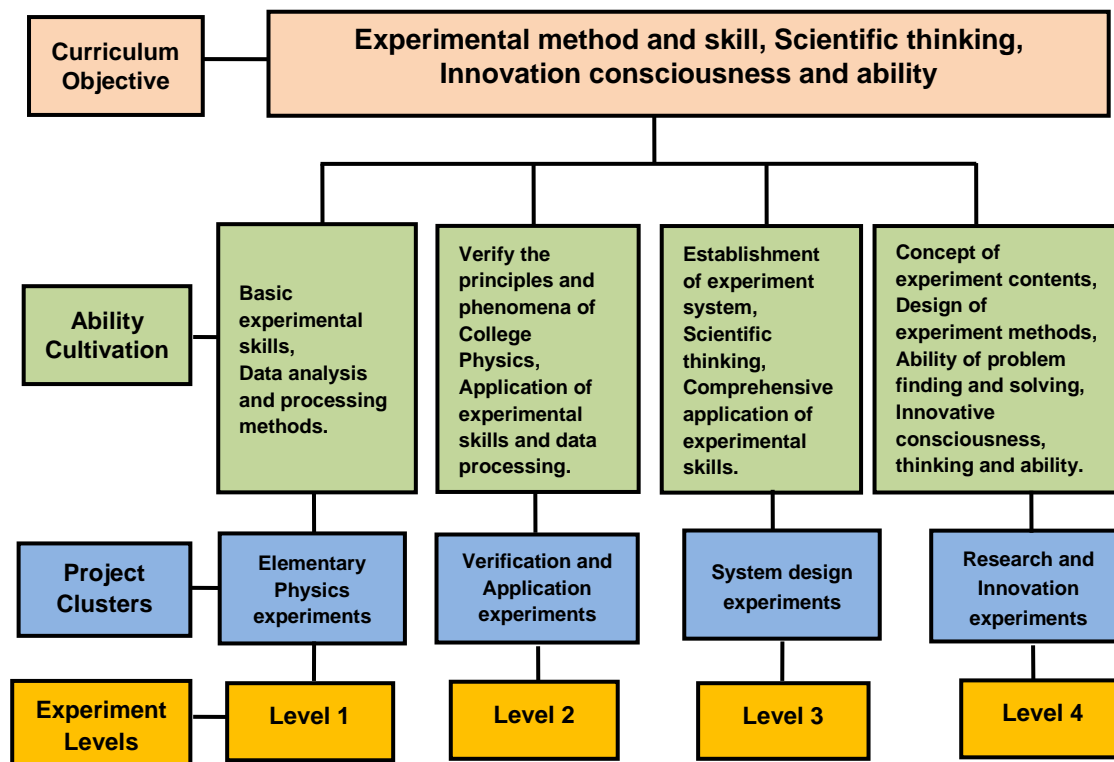 Curriculum
Objective
Experimental method and skill, Scientific thinking,
Innovation consciousness and ability
Ability
Cultivation
Basic
experimental
skills,
Data analysis
and processing
methods.
Verify the
principles and
phenomena of
College
Physics,
Application of
experimental
skills and data
processing.
Establishment
of experiment
system,
Scientific
thinking,
Comprehensive
application of
experimental
skills.
Concept of
experiment contents,
Design of
experiment methods,
Ability of problem
finding and solving,
Innovative
consciousness,
thinking and ability.
Project
Clusters
Elementary
Physics
experiments
Verification and
Application
experiments
System design
experiments
Research and
Innovation
experiments
Experiment
Levels
Level 1
Level 2
Level 3
Level 4